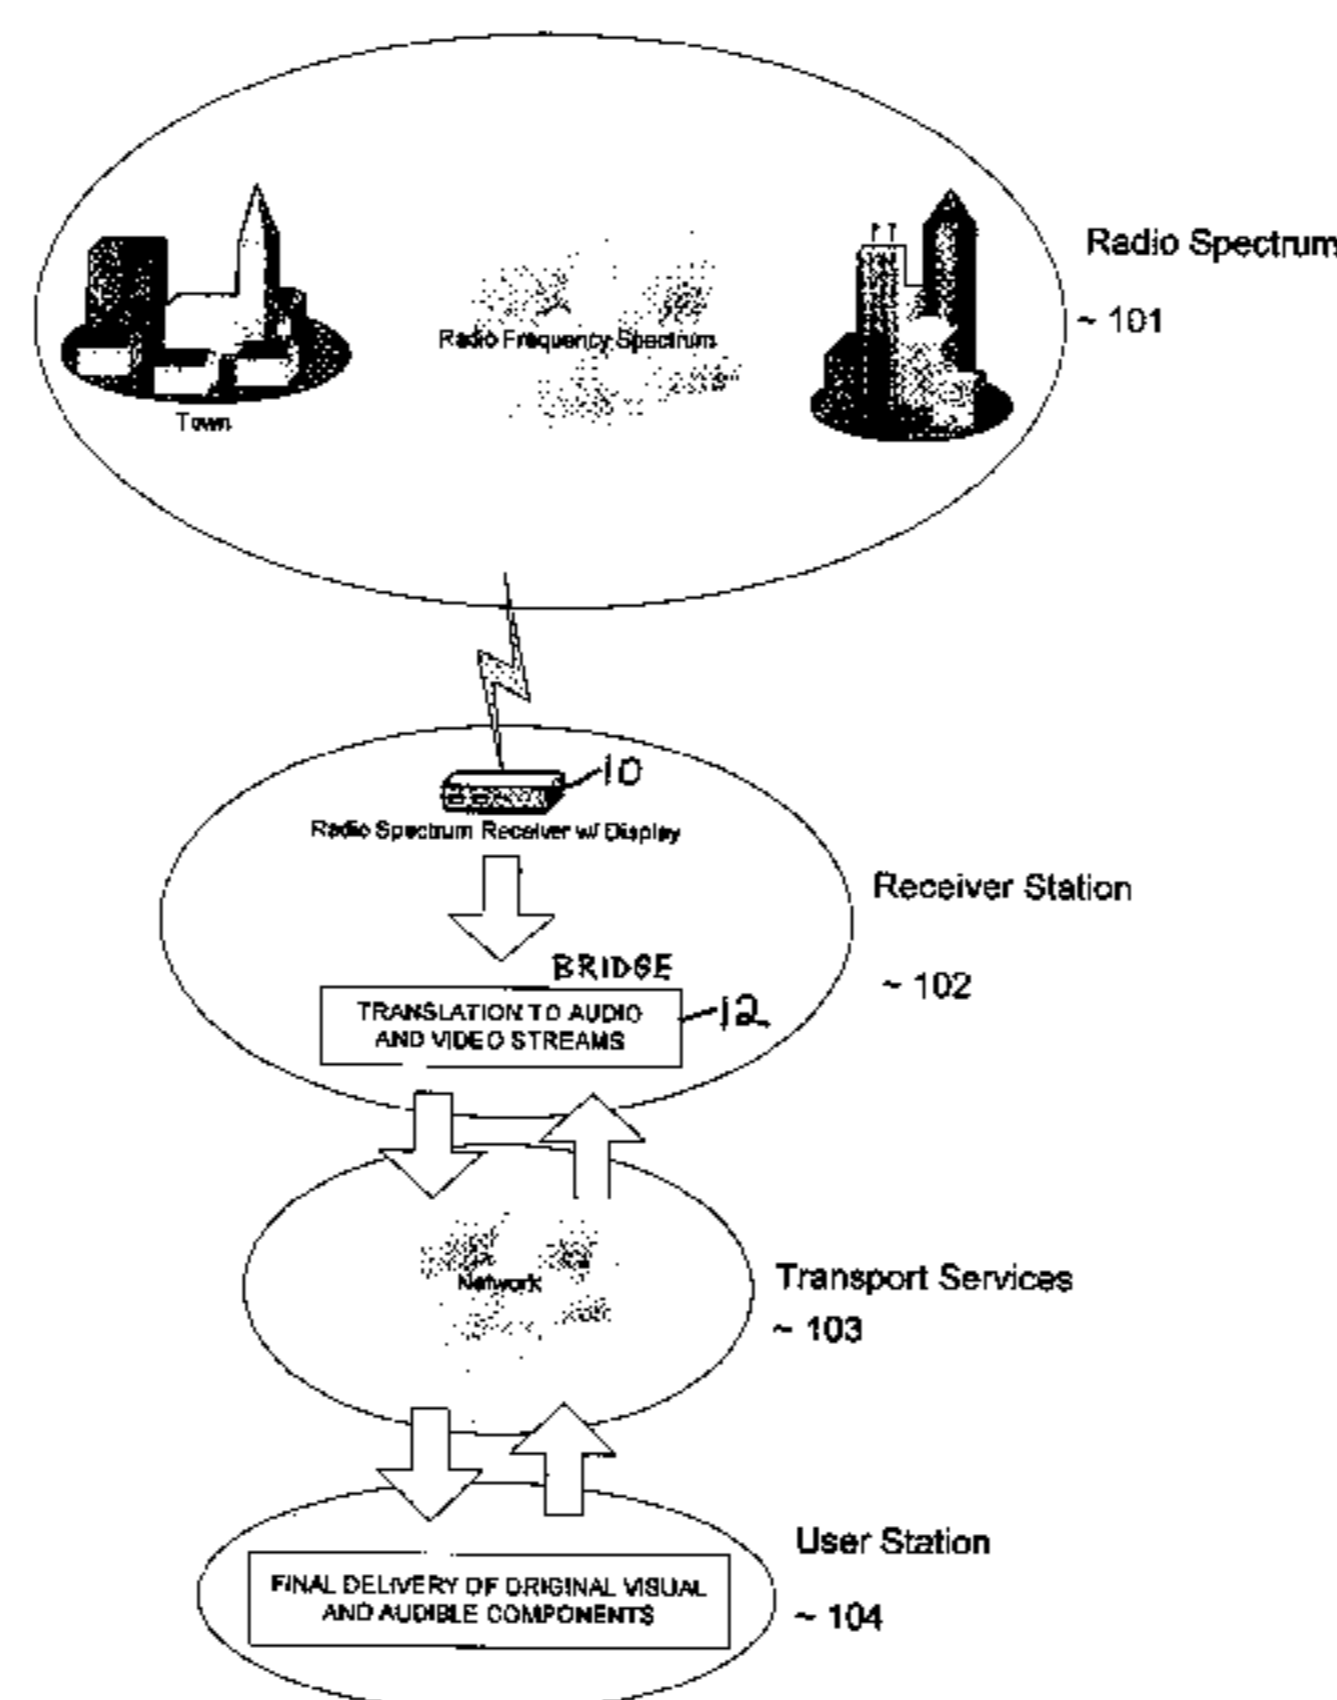 Radio Spectrum
~ 101
Radio Frequency Spectrum
Town
10
Radio Spectrum Receiver w/ Display
Receiver Station
~ 102
BRIDGE
TRANSLATION TO AUDIO
AND VIDEO STREAMS
12
Network
Transport Services
~ 103
User Station
~ 104
FINAL DELIVERY OF ORIGINAL VISUAL
AND AUDIBLE COMPONENTS